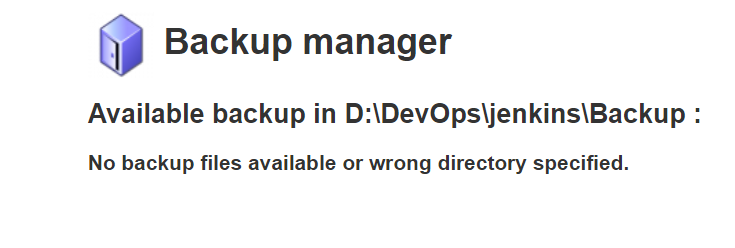 Backup manager
Available backup in D:\DevOps\jenkins\Backup :
No backup files available or wrong directory specified.